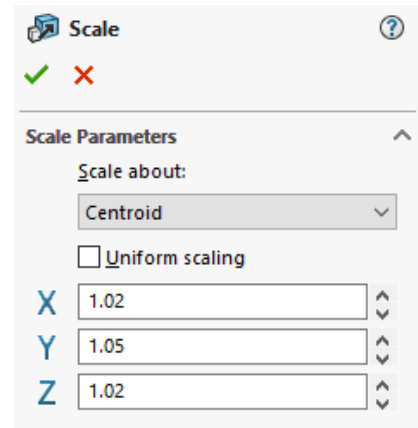 Scale
?
Scale Parameters
Scale about:
Centroid
Uniform scaling
X 1.02
Y 1.05
Z 1.02